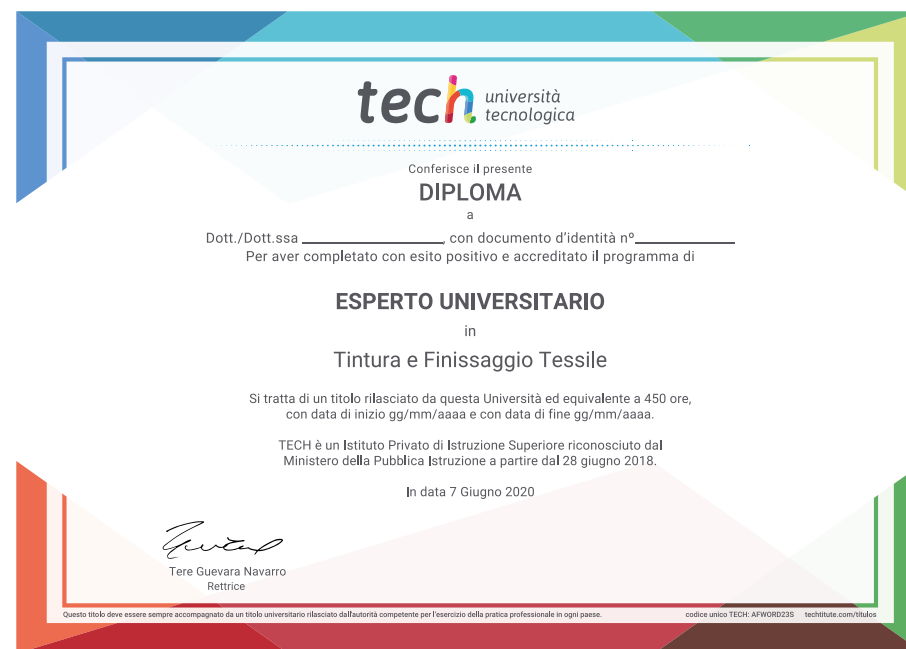 tech università
tecnologica
Conferisce il presente
DIPLOMA
a
Dott./Dott.ssa ____________________, con documento d'identità nº______________
Per aver completato con esito positivo e accreditato il programma di
ESPERTO UNIVERSITARIO
in
Tintura e Finissaggio Tessile
Si tratta di un titolo rilasciato da questa Università ed equivalente a 450 ore,
con data di inizio gg/mm/aaaa e con data di fine gg/mm/aaaa.
TECH è un Istituto Privato di Istruzione Superiore riconosciuto dal
Ministero della Pubblica Istruzione a partire dal 28 giugno 2018.
In data 7 Giugno 2020
Tere Guevara Navarro
Rettrice
Questo titolo deve essere sempre accompagnato da un titolo universitario rilasciato dall'autorità competente per l'esercizio della pratica professionale in ogni paese.
codice unico TECH: AFWORD23S techtitute.com/titulos